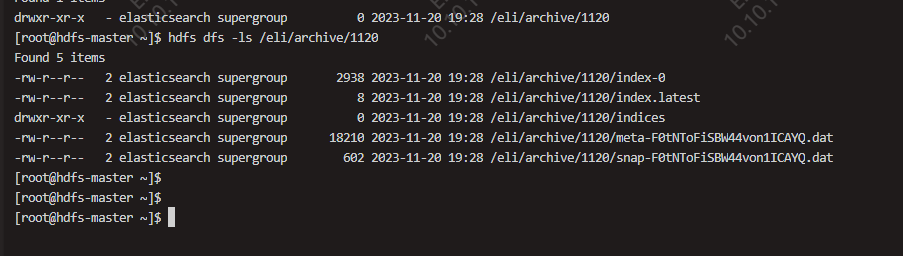 drwxr-xr-x   - elasticsearch supergroup          0 2023-11-20 19:28 /eli/archive/1120
[root@hdfs-master ~]$ hdfs dfs -ls /eli/archive/1120
Found 5 items
-rw-r--r--   2 elasticsearch supergroup       2938 2023-11-20 19:28 /eli/archive/1120/index-0
-rw-r--r--   2 elasticsearch supergroup          8 2023-11-20 19:28 /eli/archive/1120/index.latest
drwxr-xr-x   - elasticsearch supergroup          0 2023-11-20 19:28 /eli/archive/1120/indices
-rw-r--r--   2 elasticsearch supergroup      18210 2023-11-20 19:28 /eli/archive/1120/meta-F0tNToFiSBW44von1ICAYQ.dat
-rw-r--r--   2 elasticsearch supergroup        602 2023-11-20 19:28 /eli/archive/1120/snap-F0tNToFiSBW44von1ICAYQ.dat
[root@hdfs-master ~]$
[root@hdfs-master ~]$
[root@hdfs-master ~]$